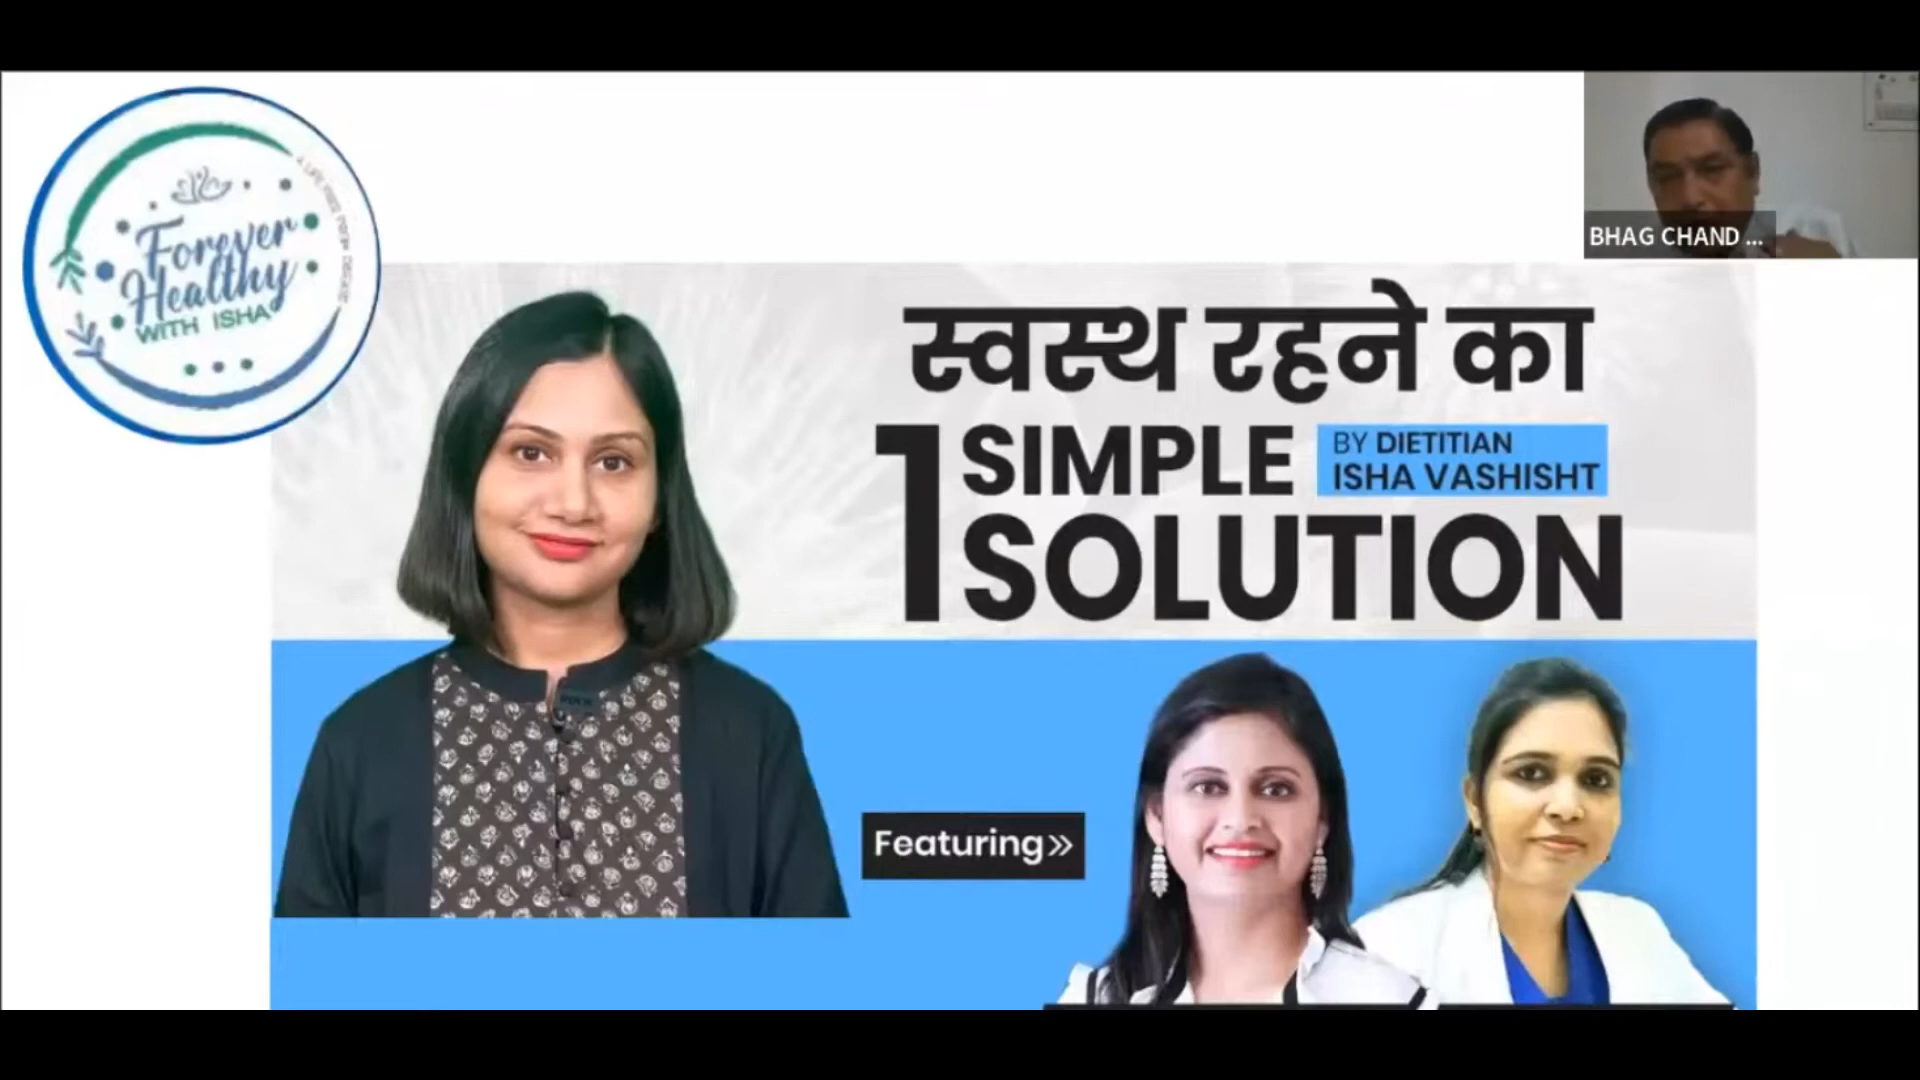 Forever
Healthy
WITH ISHA
BHAG CHAND ...
स्वस्थ रहने का
1 SIMPLE
BY DIETITIAN
ISHA VASHISHT
SOLUTION
Featuring»